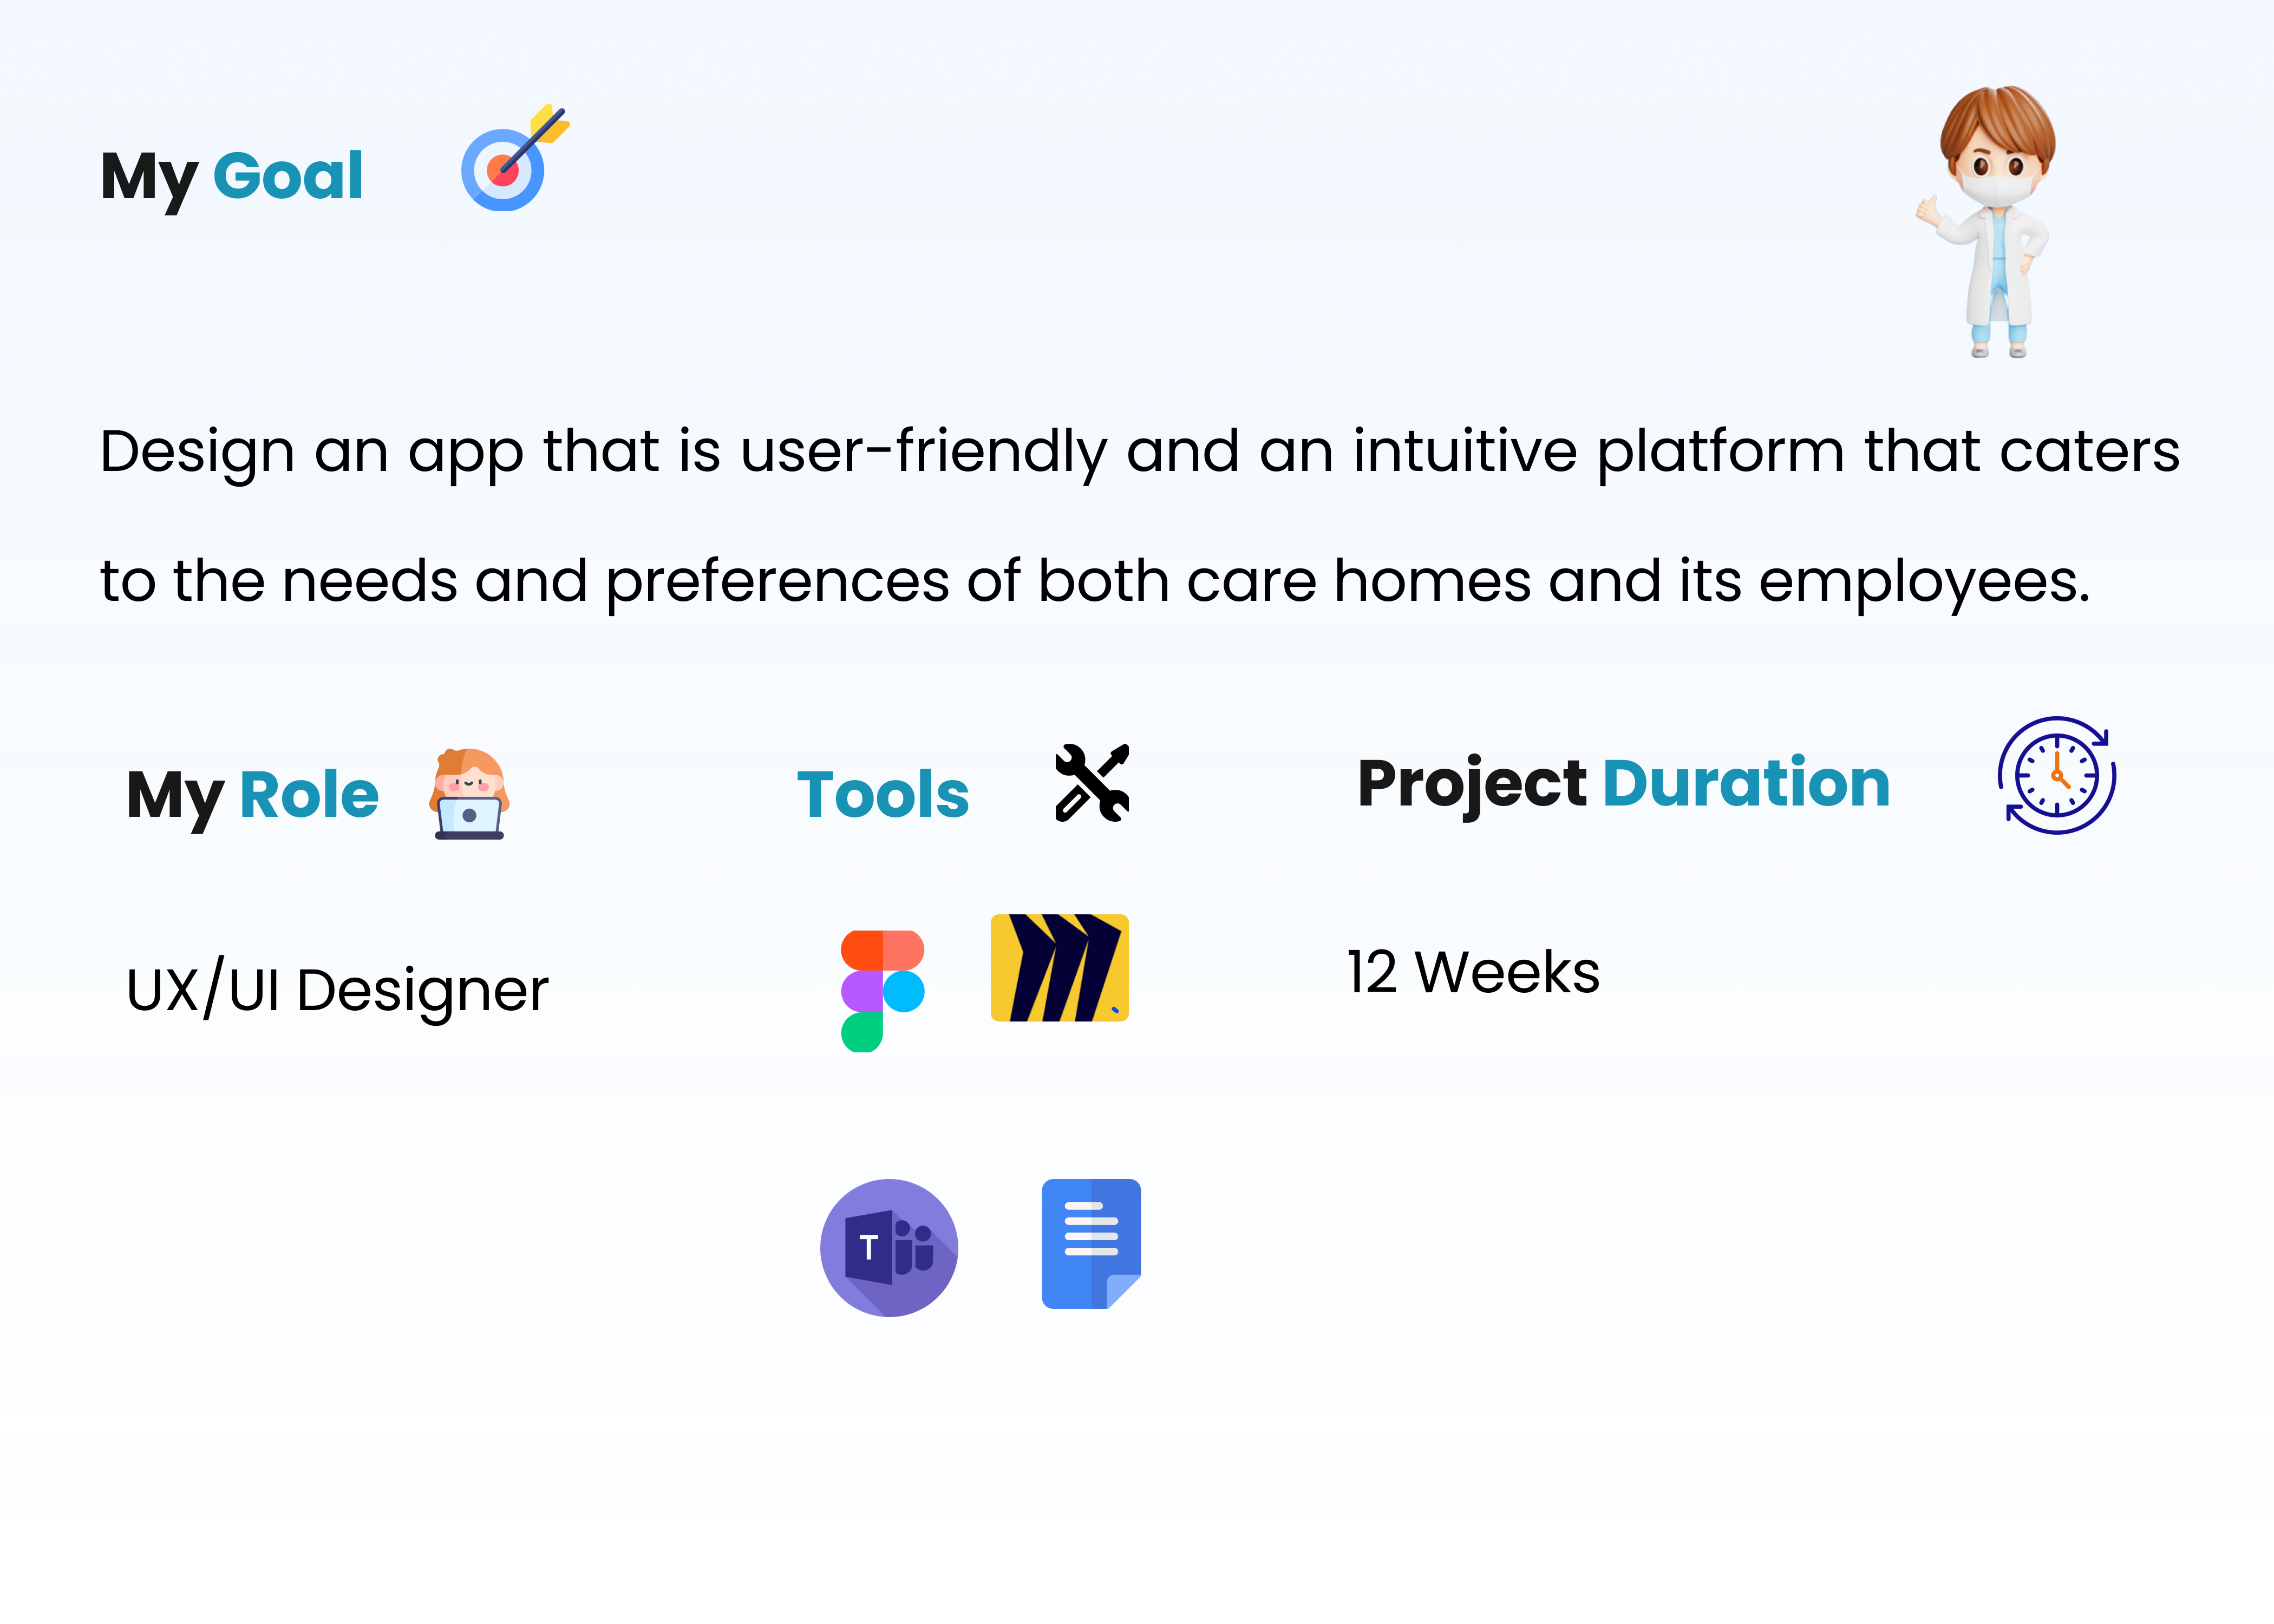 My Goal
Design an app that is user-friendly and an intuitive platform that caters
to the needs and preferences of both care homes and its employees.
My Role
Tools
Project Duration
UX/UI Designer
12 Weeks
T